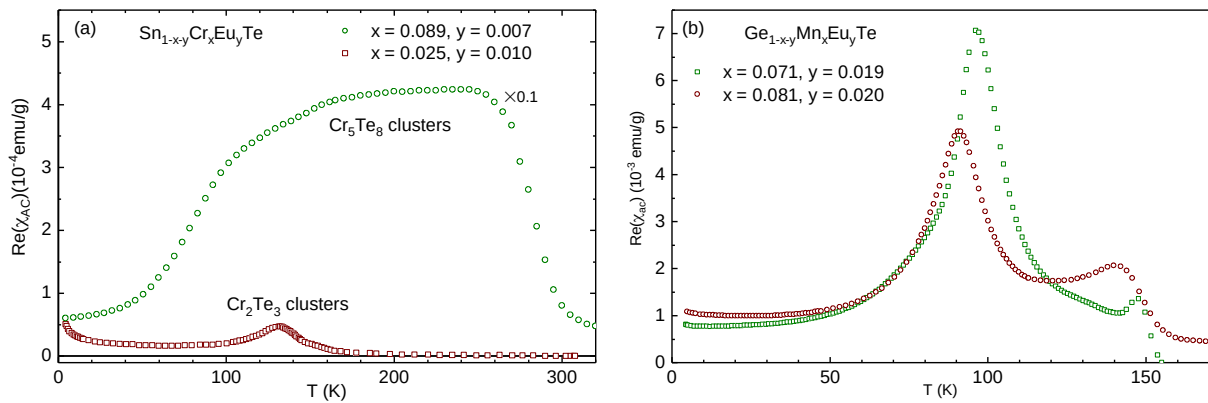 (a)
Sn1-x-yCrxEuyTe
x = 0.089, y = 0.007
x = 0.025, y = 0.010
×0.1
Cr5Te8 clusters
Cr2Te3 clusters
Re(χAC)(10-4emu/g)
5
4
3
2
1
0
0 100 200 300
T (K)
(b)
Ge1-x-yMnxEuyTe
x = 0.071, y = 0.019
x = 0.081, y = 0.020
Re(χac) (10-3 emu/g)
7
6
5
4
3
2
1
0
0 50 100 150
T (K)